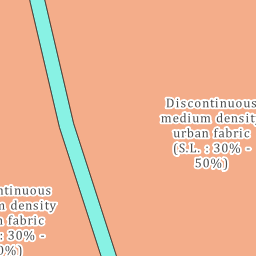 Discontinuous
medium density
urban fabric
(S.L. : 30% -
50%)
ntinuous
m density
n fabric
: 30% -
0%)